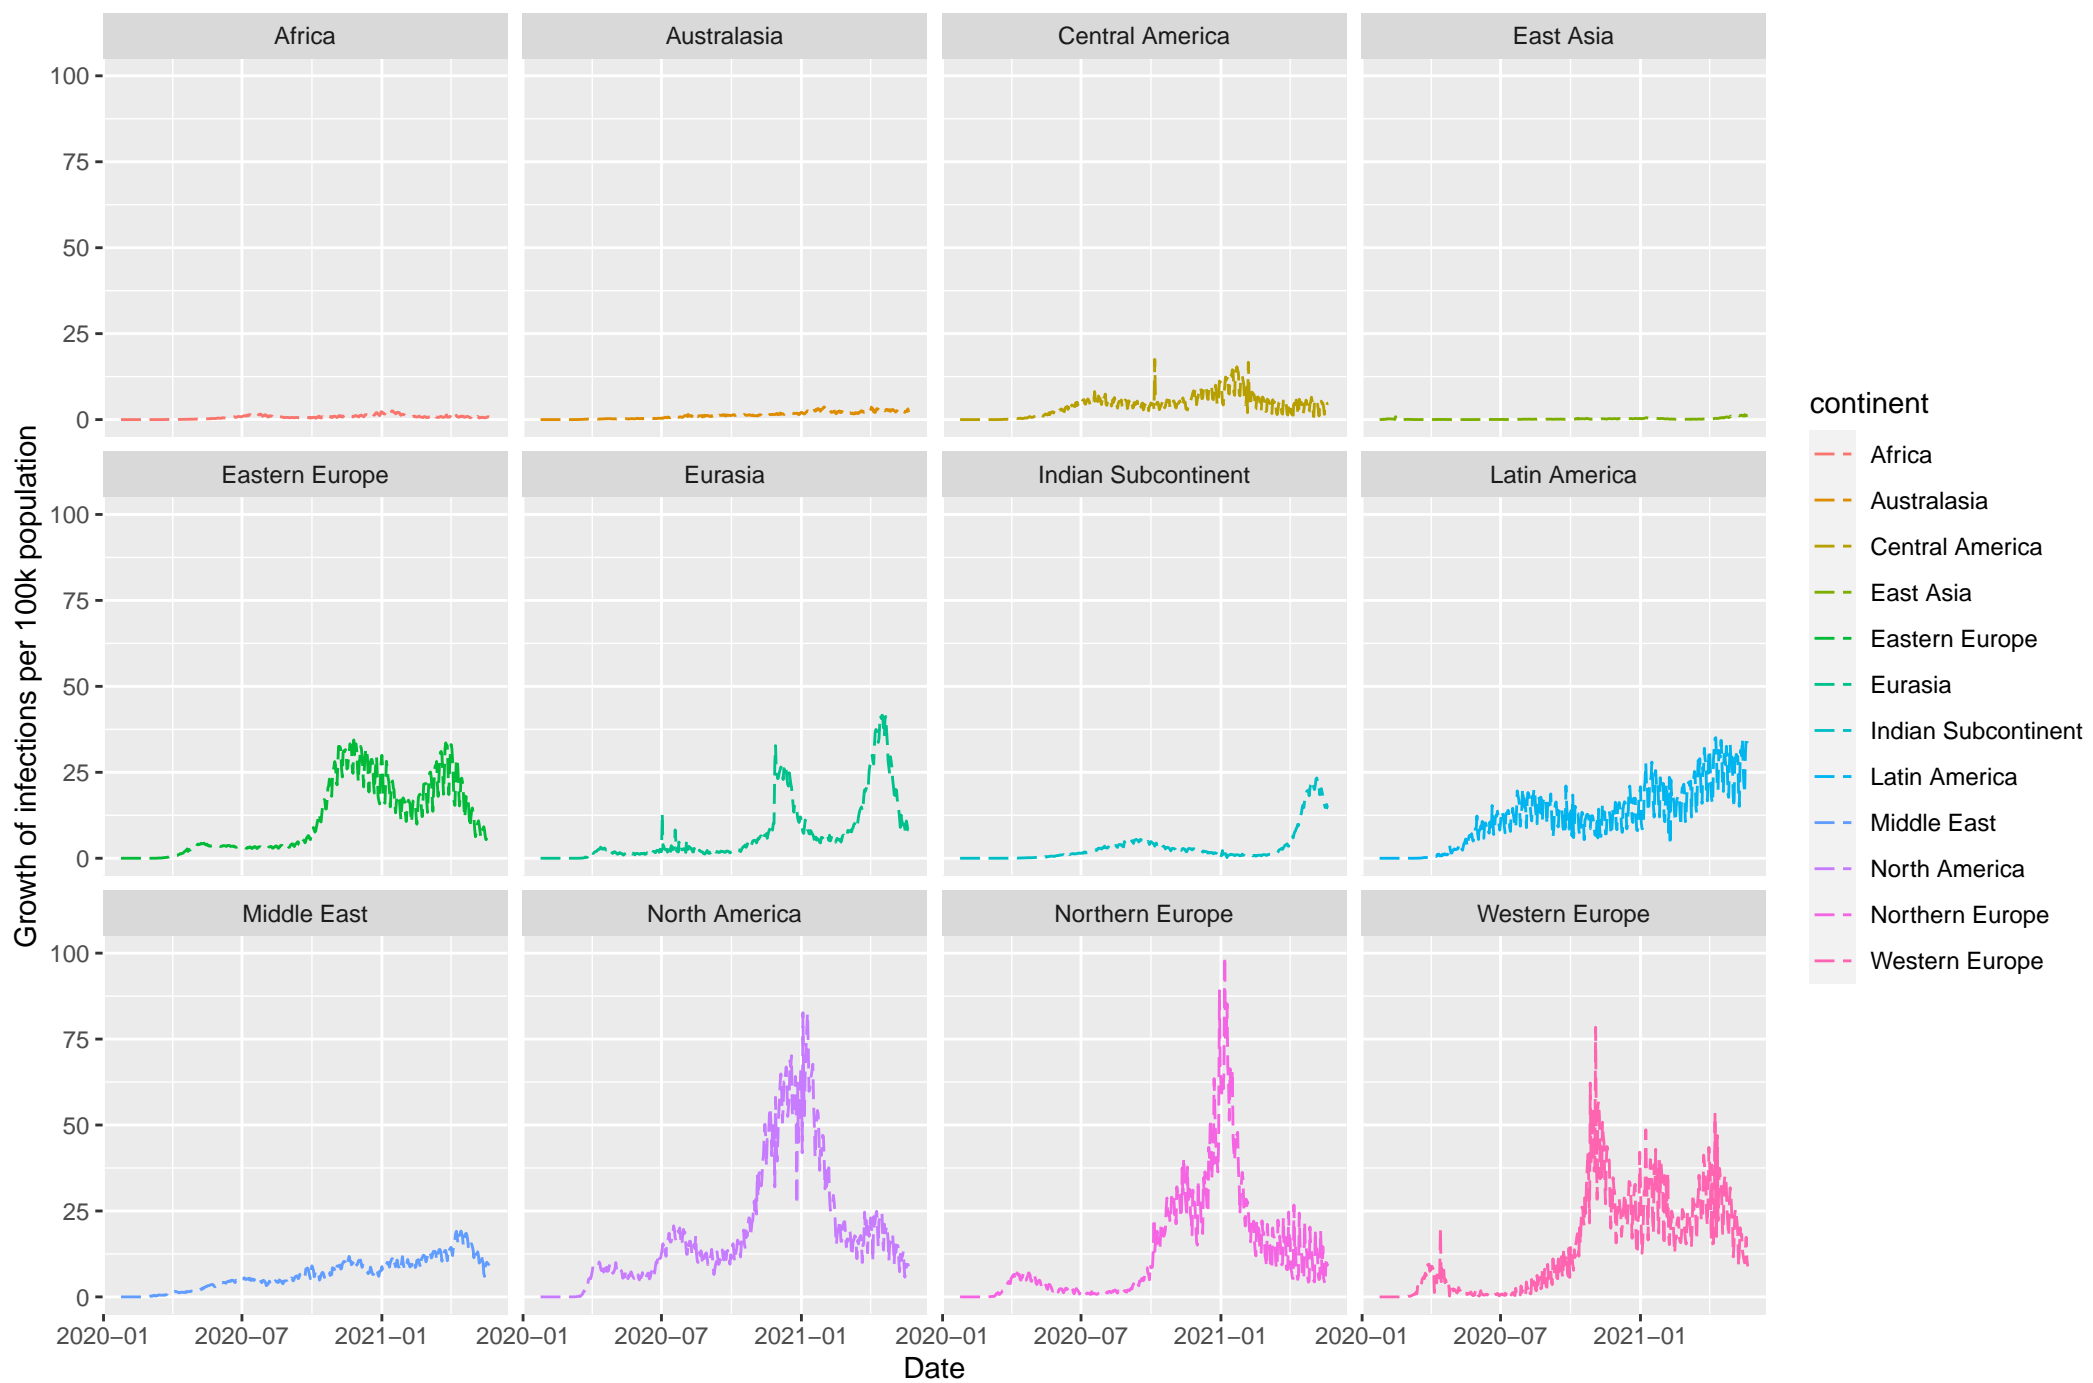 Africa
Australasia
Central America
East Asia
100
75
50
25
0
Eastern Europe
Eurasia
Indian Subcontinent
Latin America
100
75
50
25
0
Middle East
North America
Northern Europe
Western Europe
100
75
50
25
0
2020−01
2020−07
2021−01
2020−01
2020−07
2021−01
2020−01
2020−07
2021−01
2020−01
2020−07
2021−01
Date
Growth of infections per 100k population
continent
Africa
Australasia
Central America
East Asia
Eastern Europe
Eurasia
Indian Subcontinent
Latin America
Middle East
North America
Northern Europe
Western Europe